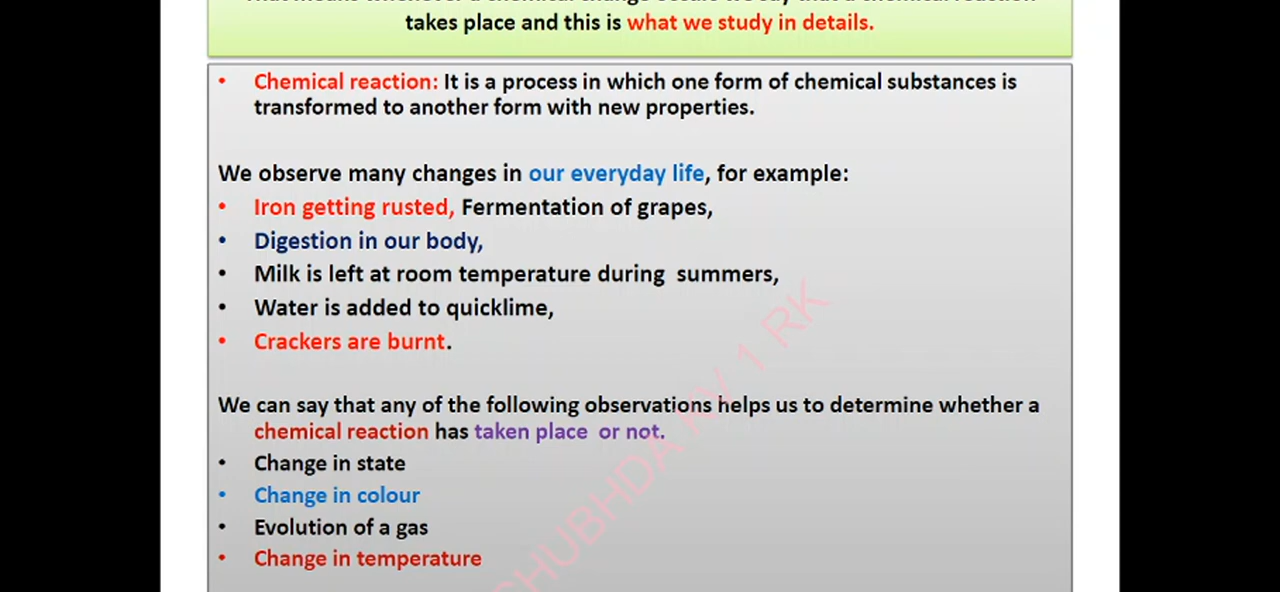 takes place and this is what we study in details.
• Chemical reaction: It is a process in which one form of chemical substances is
transformed to another form with new properties.
We observe many changes in our everyday life, for example:
• Iron getting rusted, Fermentation of grapes,
• Digestion in our body,
• Milk is left at room temperature during summers,
• Water is added to quicklime,
• Crackers are burnt.
We can say that any of the following observations helps us to determine whether a
chemical reaction has taken place or not.
• Change in state
• Change in colour
• Evolution of a gas
• Change in temperature
HUBHDA KV 1 RK